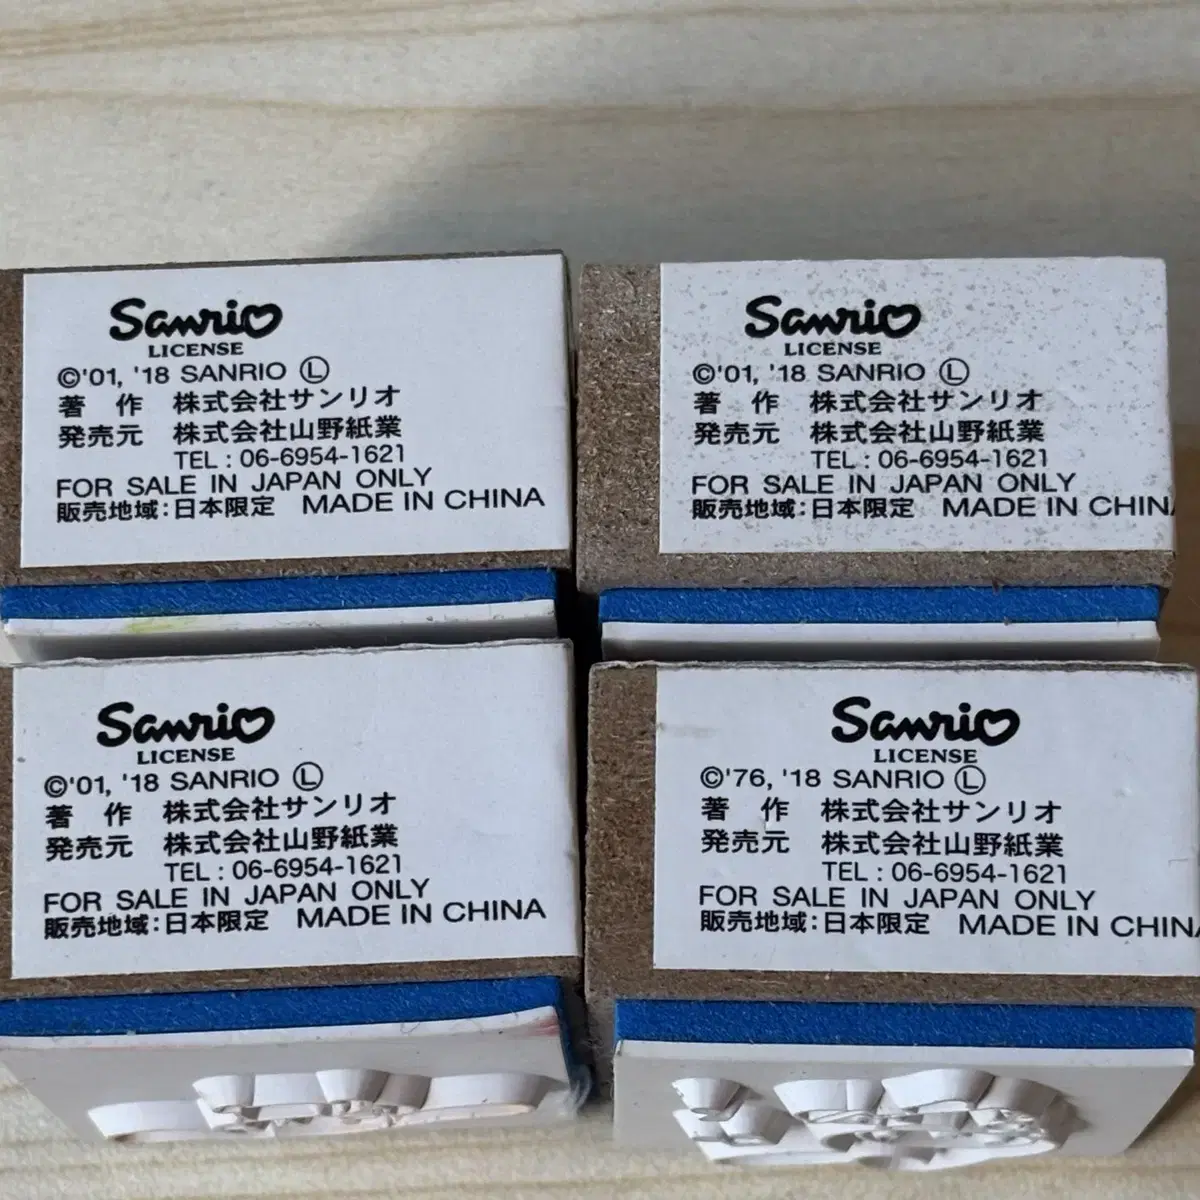 Sanrio
LICENSE
©'01, '18 SANRIO Ⓛ
著 作 株式会社サンリオ
発売元 株式会社山野紙業
TEL : 06-6954-1621
FOR SALE IN JAPAN ONLY
販売地域:日本限定 MADE IN CHINA
Sanrio
LICENSE
©'01, '18 SANRIO Ⓛ
著 作 株式会社サンリオ
発売元 株式会社山野紙業
TEL : 06-6954-1621
FOR SALE IN JAPAN ONLY
販売地域:日本限定 MADE IN CHINA
Sanrio
LICENSE
©'01, '18 SANRIO Ⓛ
著 作 株式会社サンリオ
発売元 株式会社山野紙業
TEL : 06-6954-1621
FOR SALE IN JAPAN ONLY
販売地域:日本限定 MADE IN CHINA
Sanrio
LICENSE
©'76, '18 SANRIO Ⓛ
著 作 株式会社サンリオ
発売元 株式会社山野紙業
TEL : 06-6954-1621
FOR SALE IN JAPAN ONLY
販売地域:日本限定 MADE IN CHINA